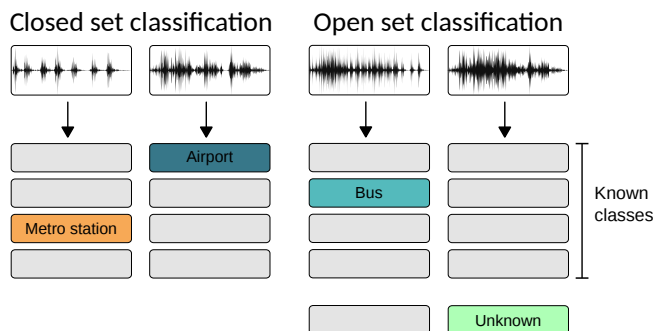 Closed set classification
Open set classification
Airport
Bus
Metro station
Known
classes
Unknown